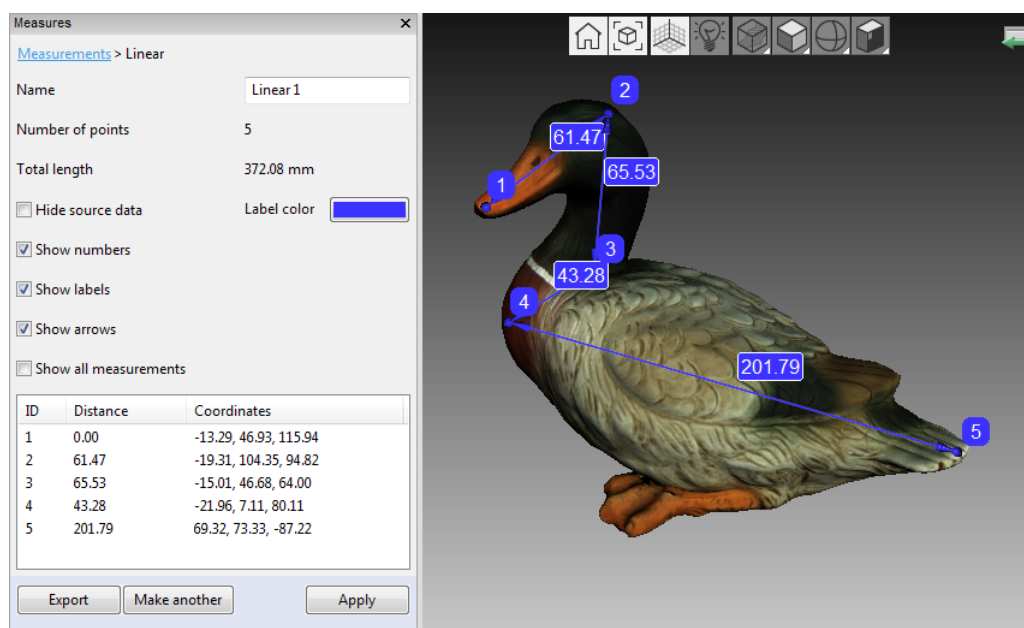 Measures
Measurements > Linear
Name Linear 1
Number of points 5
Total length 372.08 mm
Hide source data Label color
Show numbers
Show labels
Show arrows
Show all measurements
ID Distance Coordinates
1 0.00 -13.29, 46.93, 115.94
2 61.47 -19.31, 104.35, 94.82
3 65.53 -15.01, 46.68, 64.00
4 43.28 -21.96, 7.11, 80.11
5 201.79 69.32, 73.33, -87.22
Export Make another Apply
2
61.47
65.53
1
3
43.28
4
201.79
5